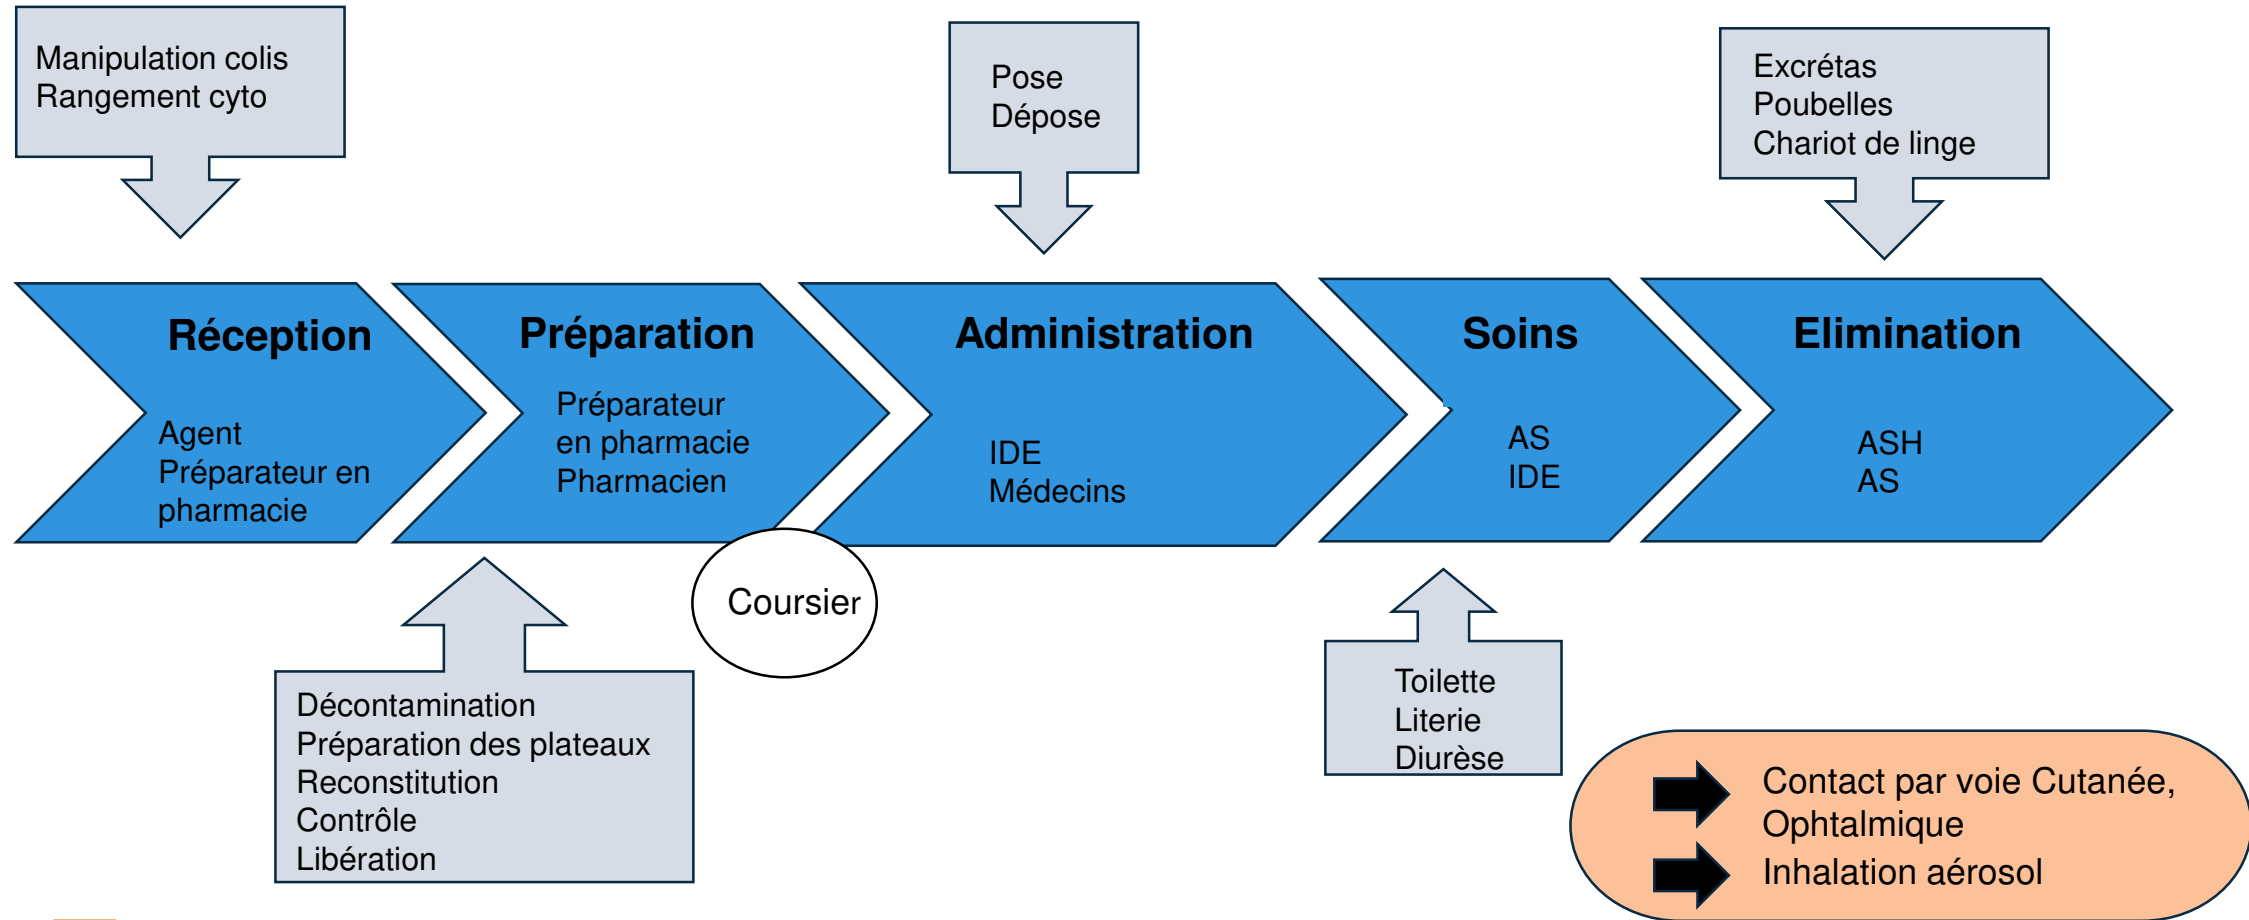 Manipulation colis
Rangement cyto
Pose
Dépose
Excrétas
Poubelles
Chariot de linge
Réception
Agent
Préparateur en
pharmacie
Préparation
Préparateur
en pharmacie
Pharmacien
Administration
IDE
Médecins
Soins
AS
IDE
Elimination
ASH
AS
Coursier
Décontamination
Préparation des plateaux
Reconstitution
Contrôle
Libération
Toilette
Literie
Diurèse
Contact par voie Cutanée,
Ophtalmique
Inhalation aérosol